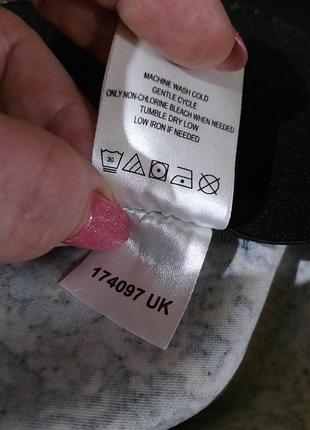 MACHINE WASH COLD
GENTLE CYCLE
ONLY NON-CHLORINE BLEACH WHEN NEEDED
TUMBLE DRY LOW
LOW IRON IF NEEDED
30
174097 UK